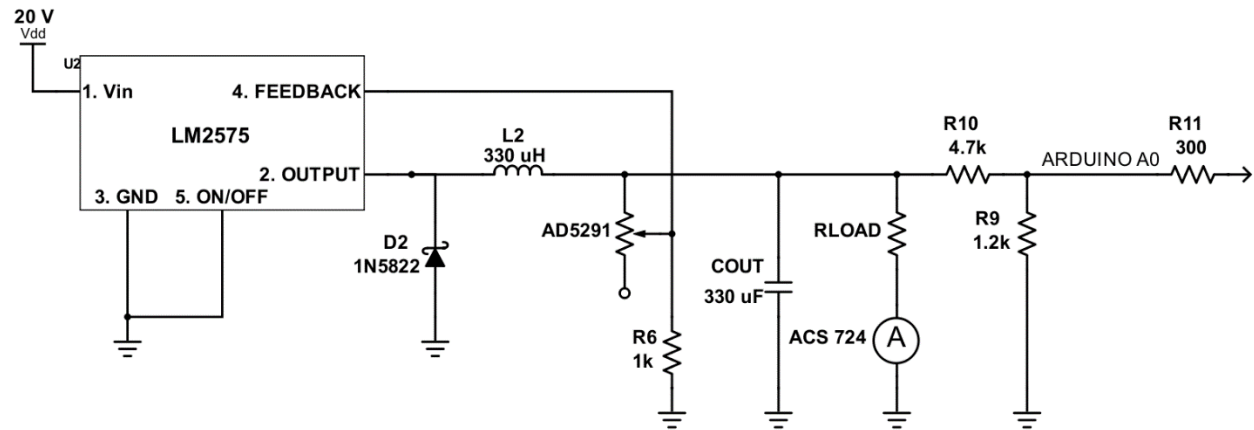 20 V
Vdd
U2
1. Vin
4. FEEDBACK
LM2575
2. OUTPUT
3. GND
5. ON/OFF
L2
330 uH
D2
1N5822
AD5291
R6
1k
COUT
330 uF
RLOAD
ACS 724
A
R10
4.7k
R9
1.2k
ARDUINO A0
R11
300